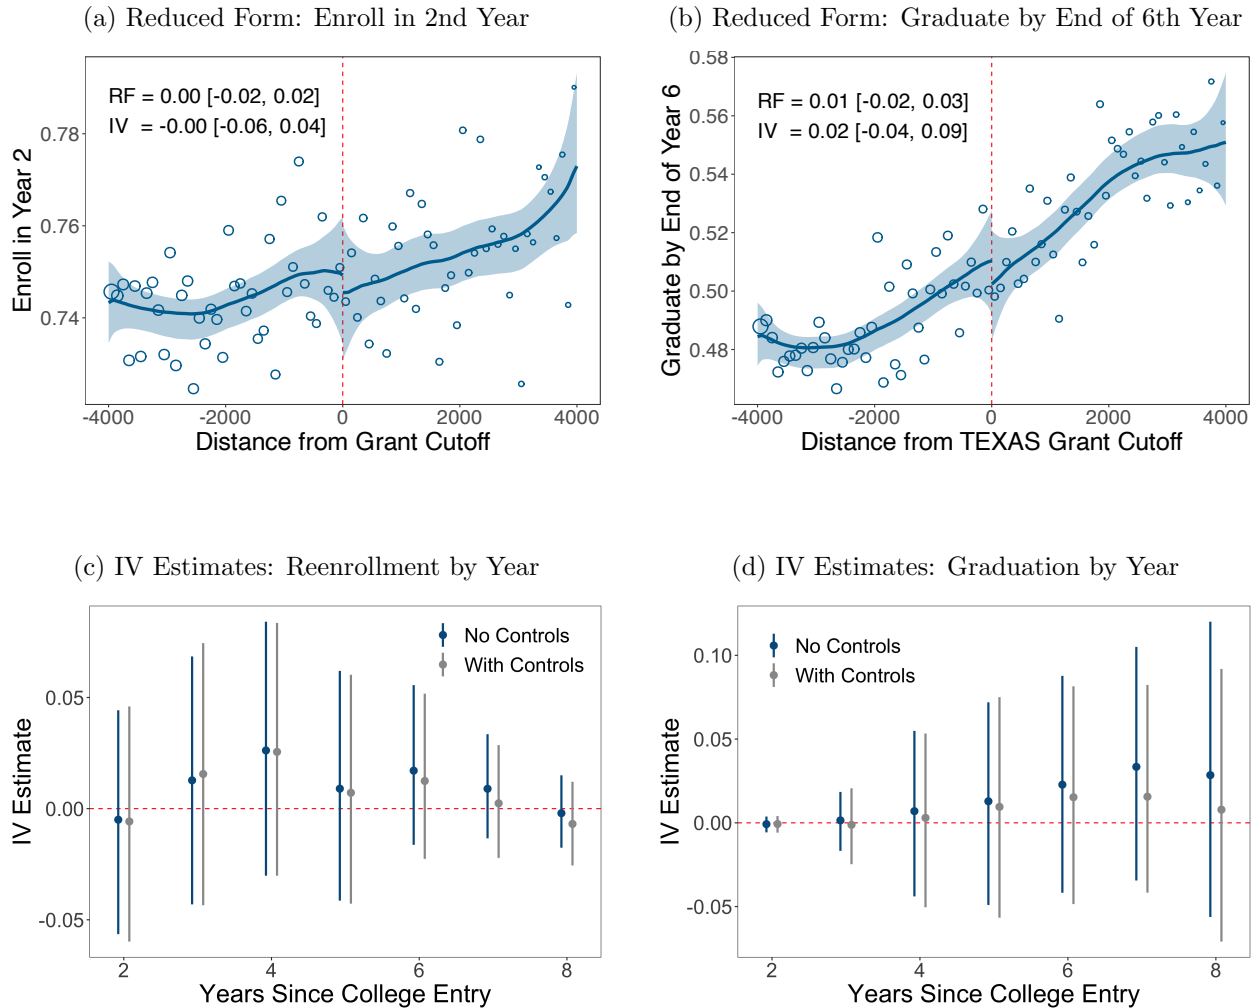 (a) Reduced Form: Enroll in 2nd Year
RF = 0.00 [-0.02, 0.02]
IV = -0.00 [-0.06, 0.04]
Enroll in Year 2
0.78
0.76
0.74
-4000 -2000 0 2000 4000
Distance from Grant Cutoff
(b) Reduced Form: Graduate by End of 6th Year
RF = 0.01 [-0.02, 0.03]
IV = 0.02 [-0.04, 0.09]
Graduate by End of Year 6
0.58
0.56
0.54
0.52
0.50
0.48
-4000 -2000 0 2000 4000
Distance from TEXAS Grant Cutoff
(c) IV Estimates: Reenrollment by Year
No Controls
With Controls
IV Estimate
0.05
0.00
-0.05
2 4 6 8
Years Since College Entry
(d) IV Estimates: Graduation by Year
No Controls
With Controls
IV Estimate
0.10
0.05
0.00
-0.05
2 4 6 8
Years Since College Entry